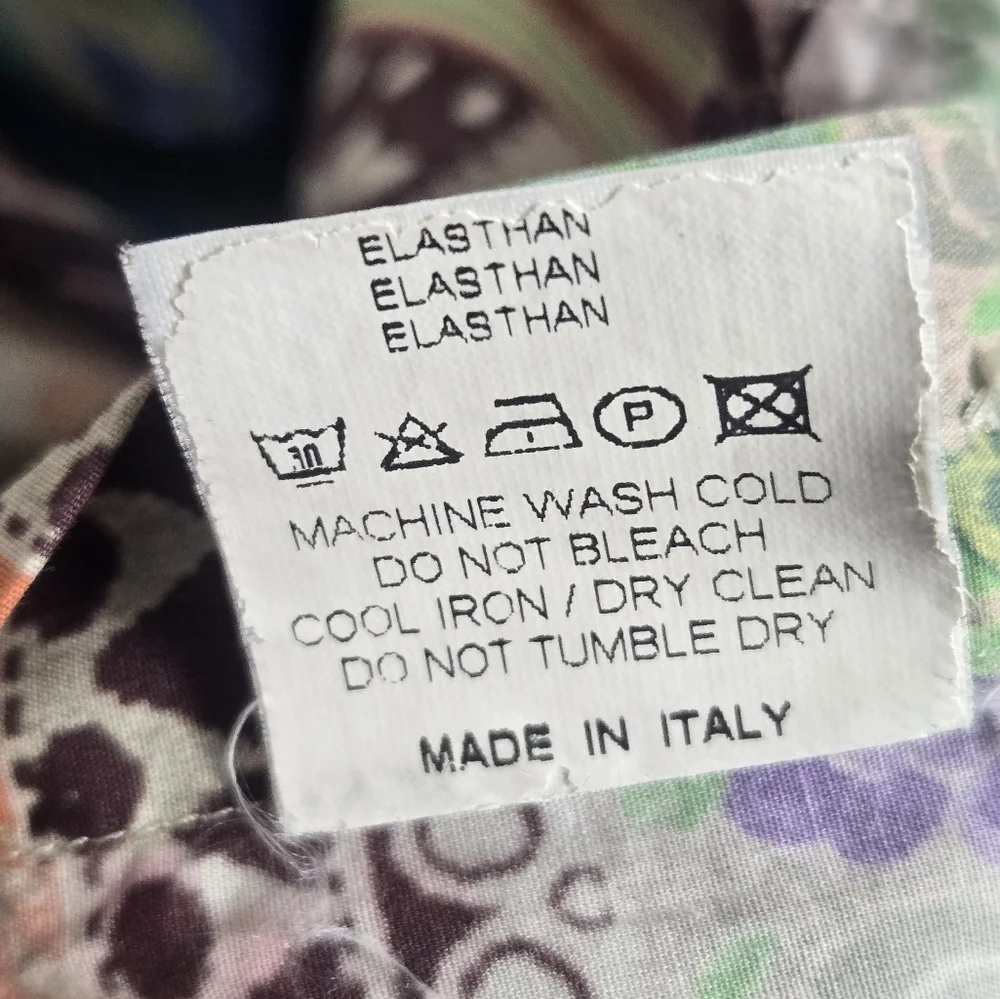 ELASTHAN
ELASTHAN
ELASTHAN
P
MACHINE WASH COLD
DO NOT BLEACH
COOL IRON / DRY CLEAN
DO NOT TUMBLE DRY
MADE IN ITALY